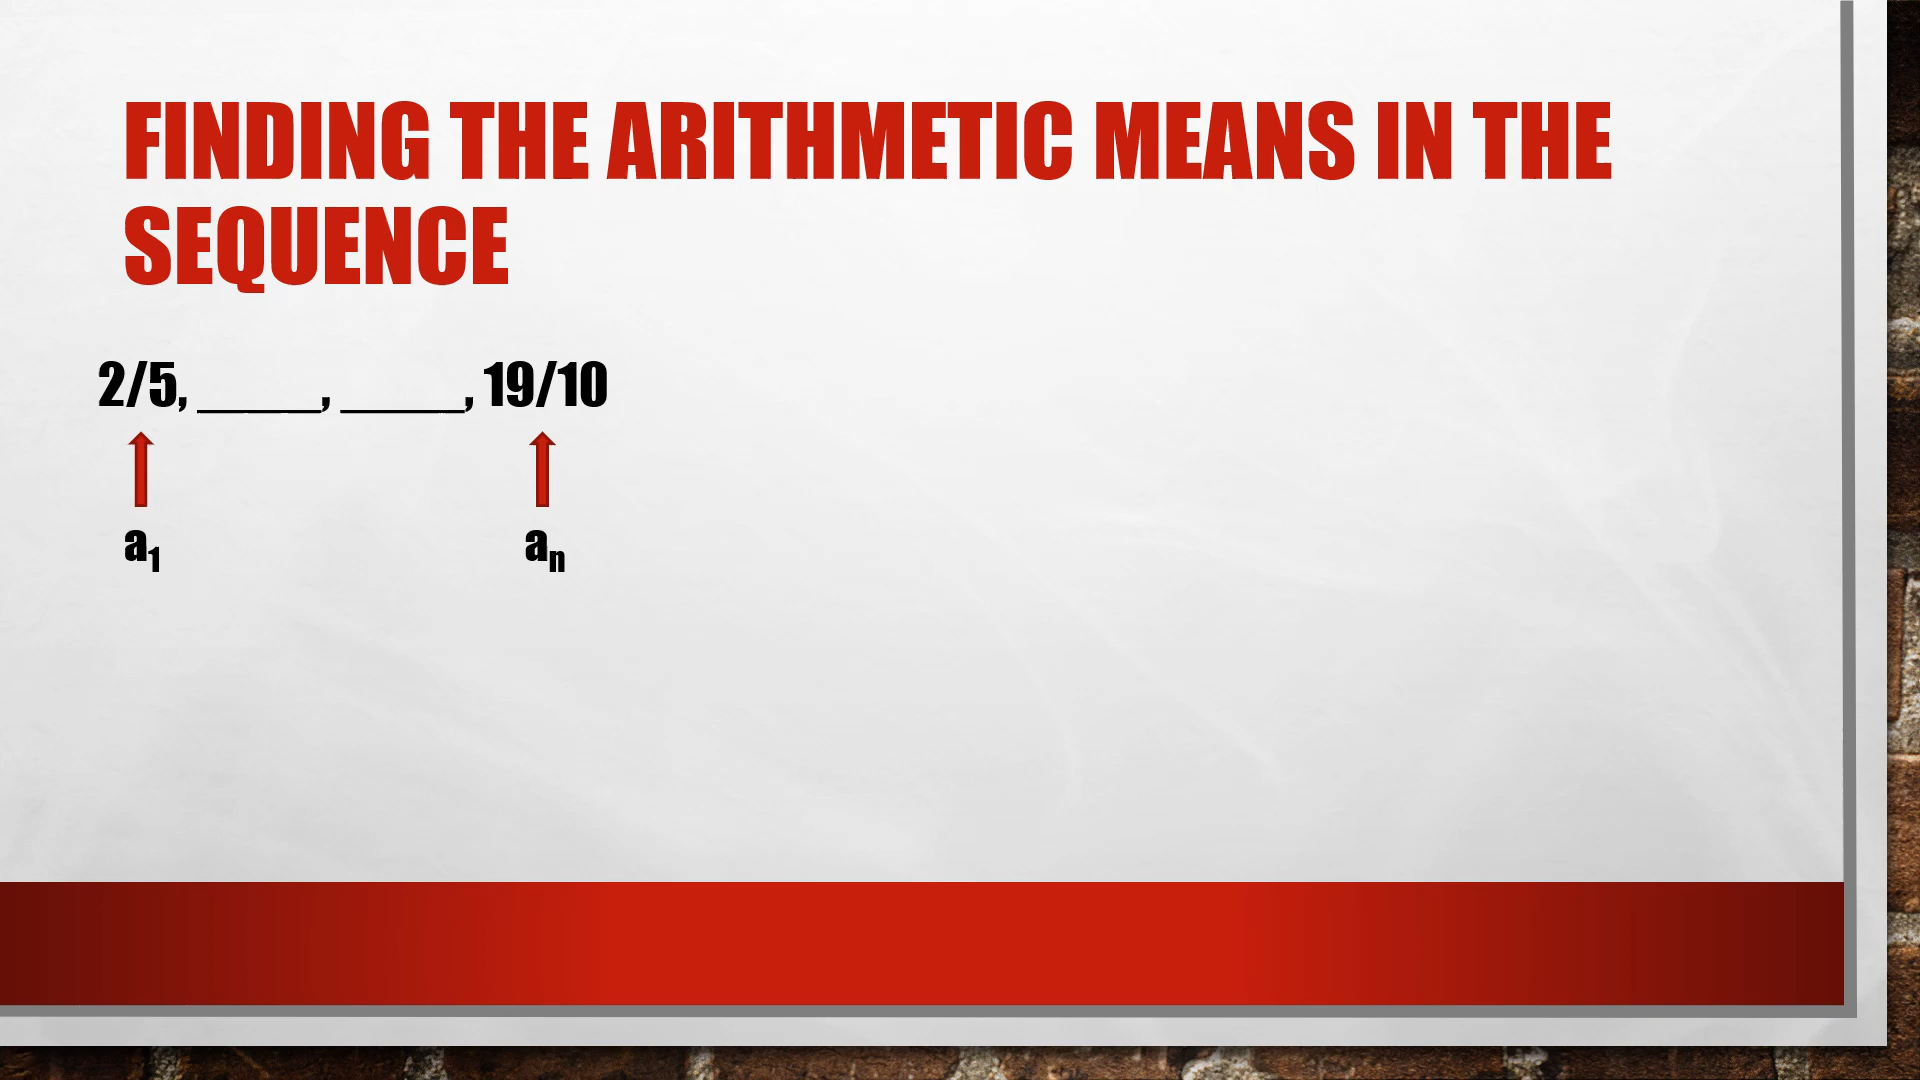 FINDING THE ARITHMETIC MEANS IN THE
SEQUENCE
2/5, _____, _____, 19/10
a₁ aₙ